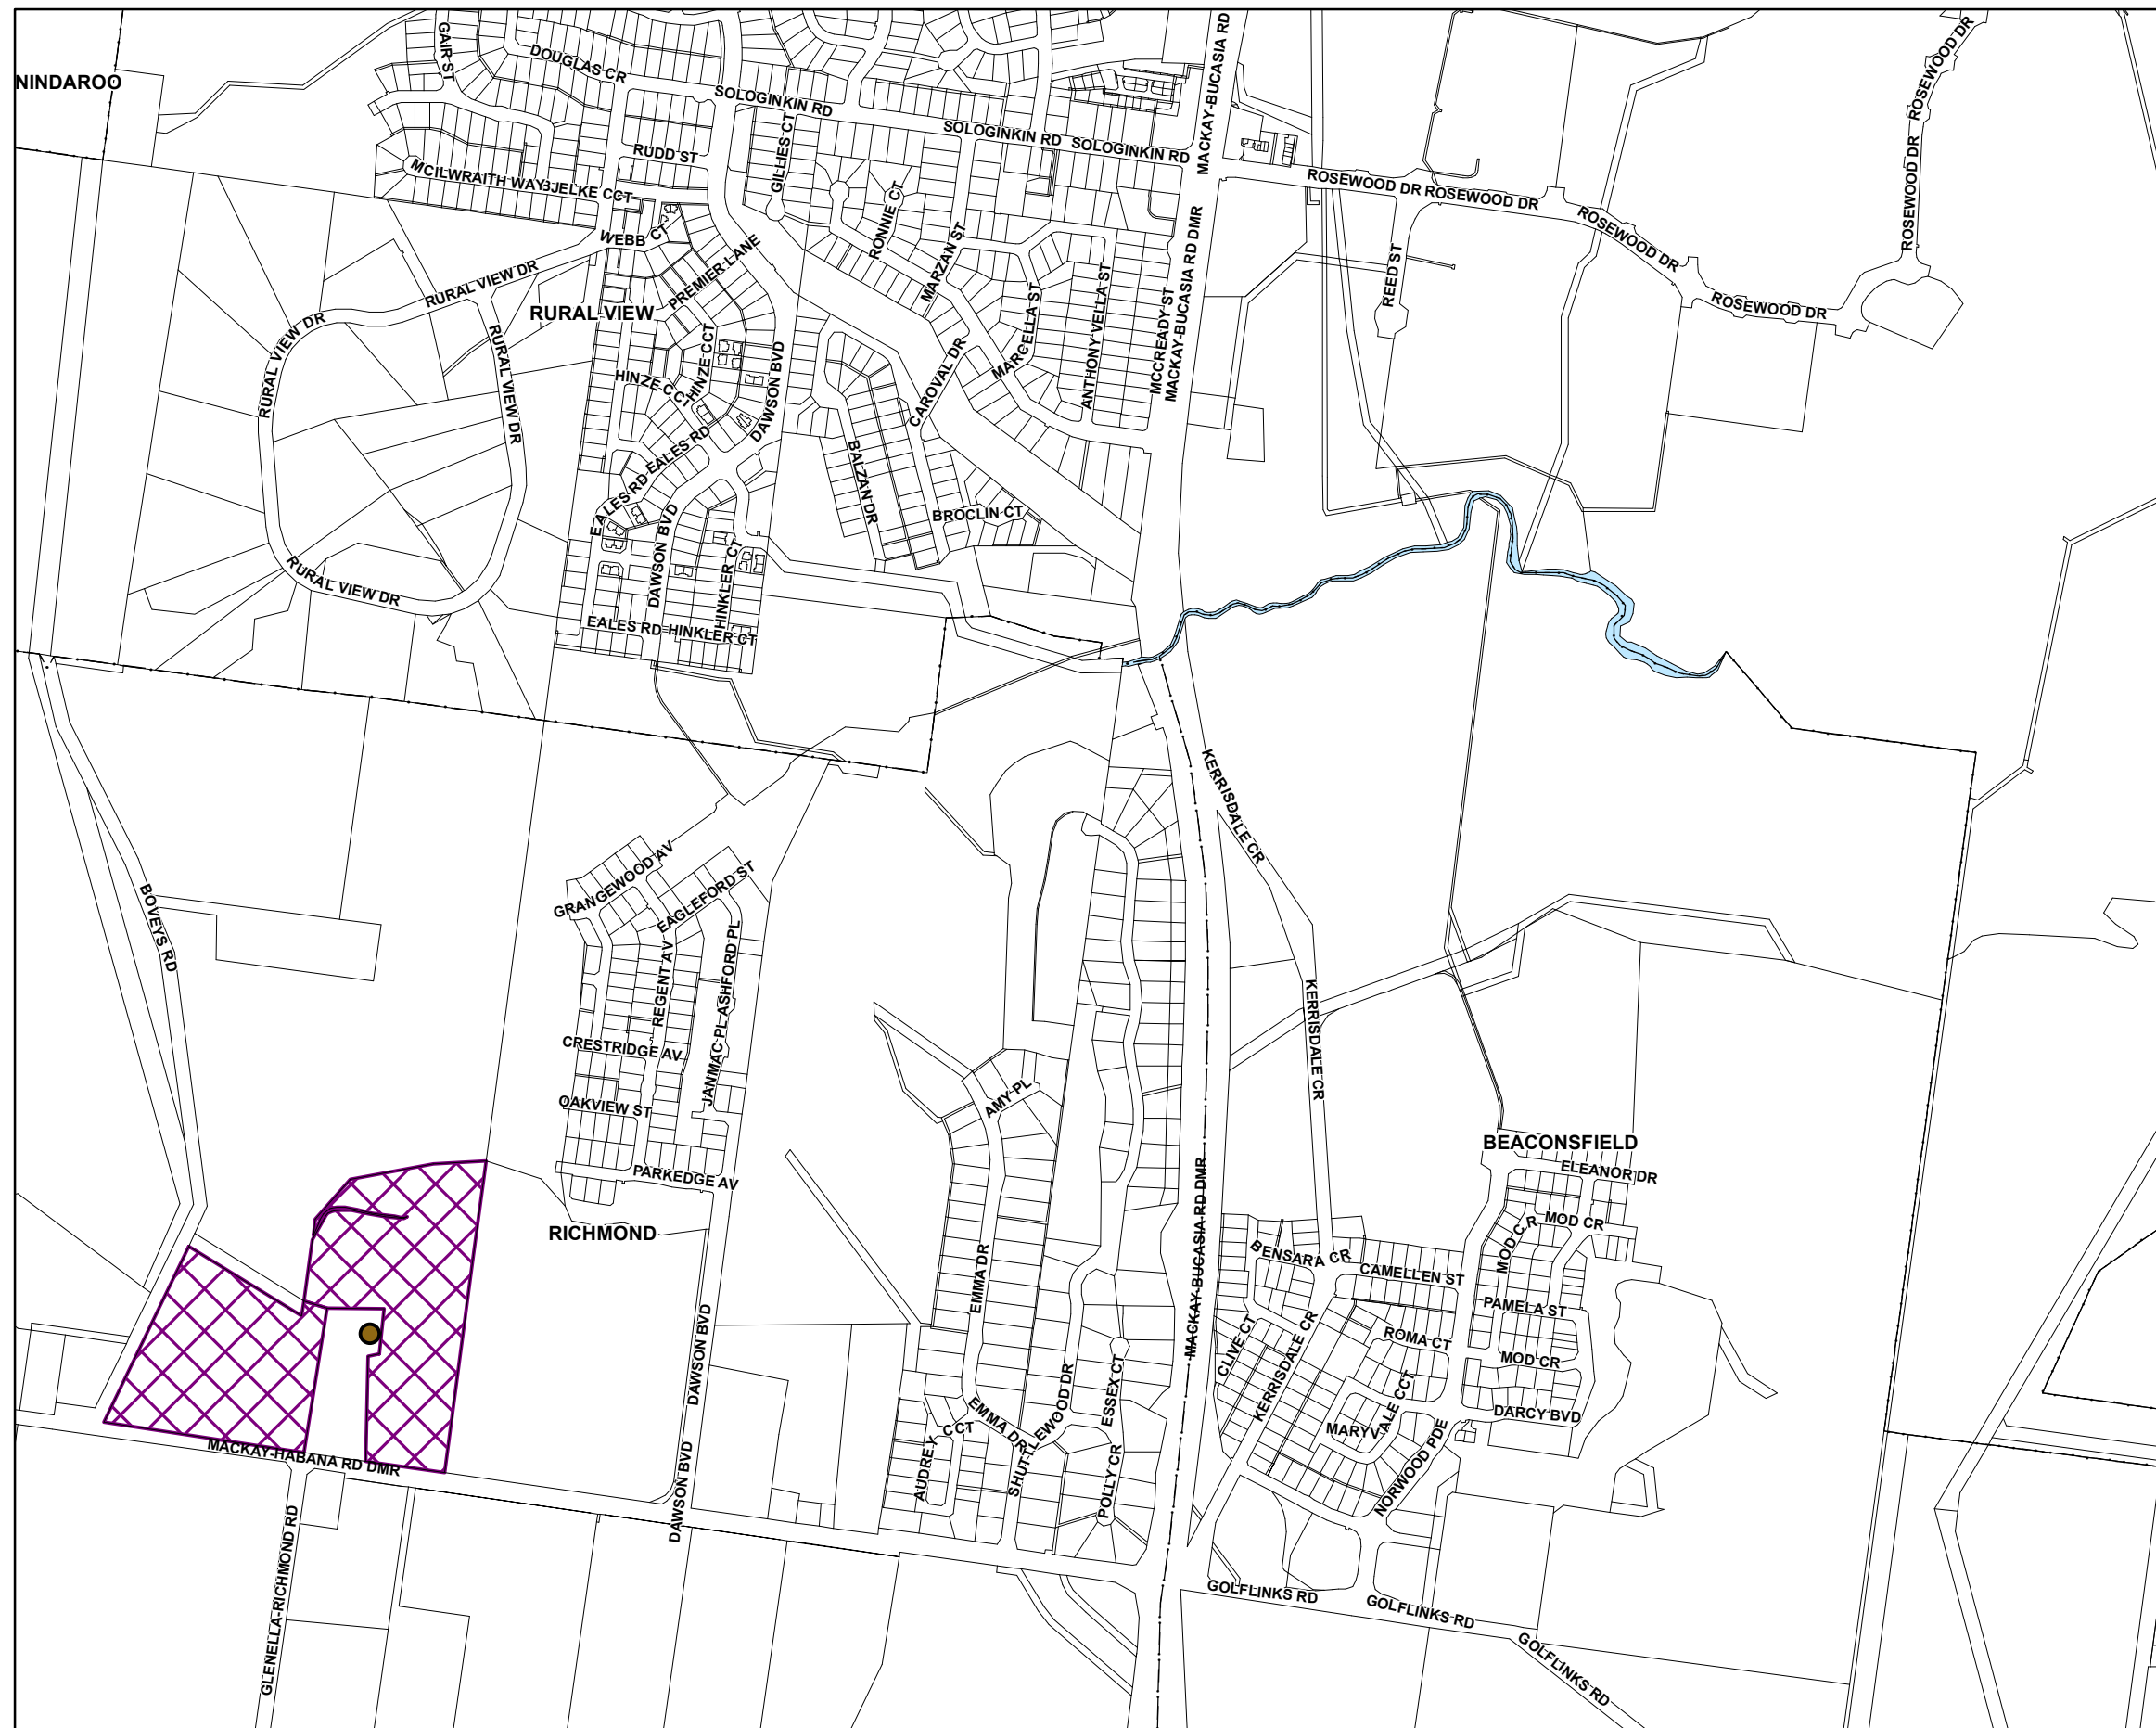 GAIR ST
DOUGLAS CR
ROSEWOOD DR
NINDAROO
SOLOGINKIN RD
MACKAY-BUCASIA RD
ROSEWOOD DR
SOLOGINKIN RD
SOLOGINKIN RD
RUDD ST
GILLIES CT
MCILWRAITH WAY
BJELKE CCT
ROSEWOOD DR
ROSEWOOD DR
ROSEWOOD DR
ROSEWOOD DR
RONNIE CT
WEBB CT
MARZAN ST
PREMIER LANE
MACKAY-BUCASIA RD DMR
RURAL VIEW DR
REED ST
RURAL VIEW
ROSEWOOD DR
RURAL VIEW DR
RURAL VIEW DR
MARCELLA ST
ANTHONY VELLA ST
MCCREADY ST
HINZE CCT
HINZE CCT
DAWSON BVD
CAROVAL DR
EALES RD
EALES RD
BALZAN DR
BROCLIN CT
DAWSON BVD
HINKLER CT
RURAL VIEW DR
EALES RD
HINKLER CT
KERRISDALE CR
GRANGEWOOD AV
EAGLEFORD ST
BOVEYS RD
REGENT AV
ASHFORD PL
JANMAC PL
KERRISDALE CR
CRESTRIDGE AV
OAKVIEW ST
AMY PL
PARKEDGE AV
BEACONSFIELD
ELEANOR DR
RICHMOND
MACKAY-BUCASIA RD DMR
MOD CR
MOD CR
BENSARA CR
CAMELLEN ST
EMMA DR
PAMELA ST
CLIVE CT
KERRISDALE CR
ROMA CT
MOD CR
DAWSON BVD
ESSEX CT
MARYVALE CCT
DARCY BVD
EMMA DR
SHUTTLEWOOD DR
AUDREY CCT
NORWOOD PDE
POLLY CR
MACKAY-HABANA RD DMR
DAWSON BVD
GLENELLA-RICHMOND RD
GOLFLINKS RD
GOLFLINKS RD
GOLFLINKS RD